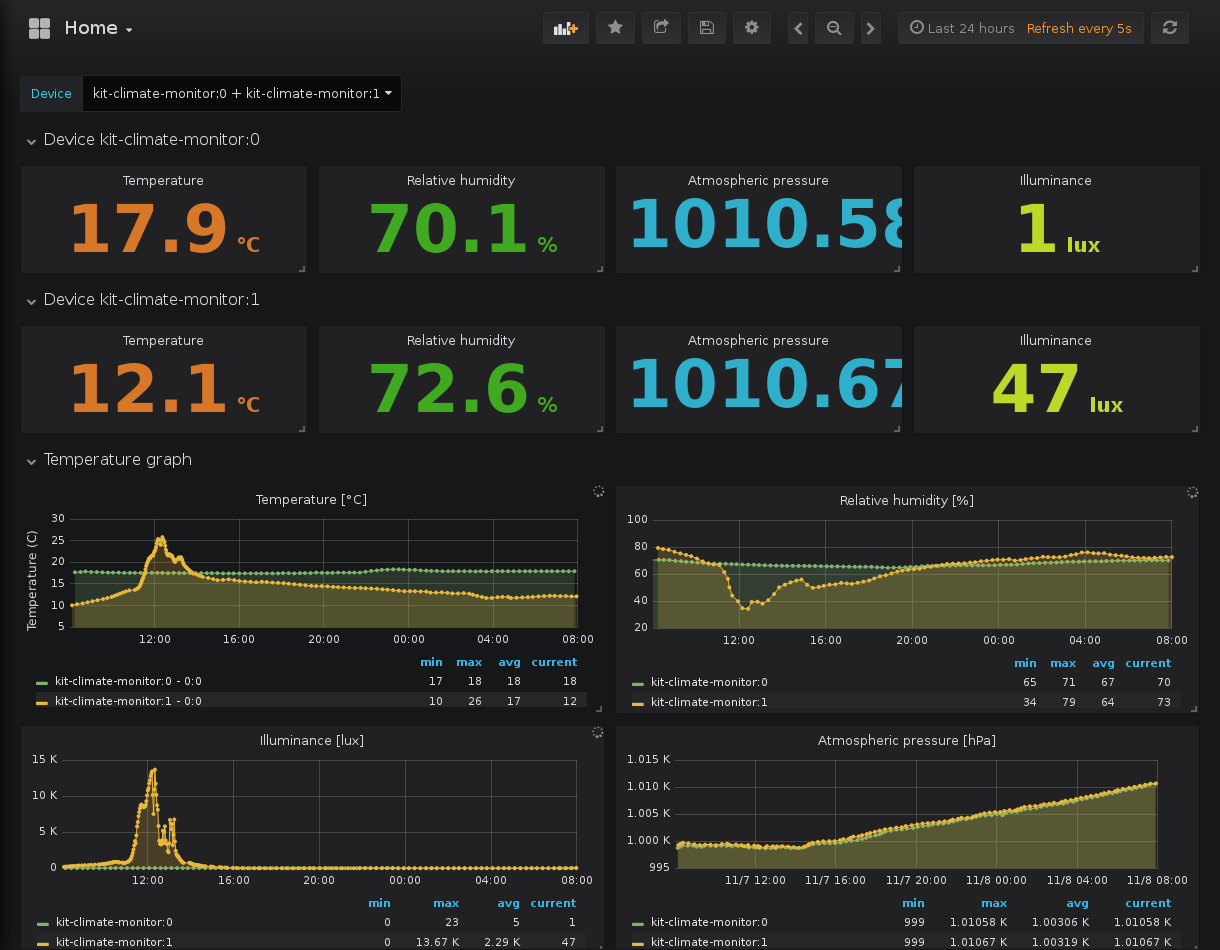 Home
Last 24 hours Refresh every 5s
Device kit-climate-monitor:0 + kit-climate-monitor:1
Device kit-climate-monitor:0
Temperature Relative humidity Atmospheric pressure Illuminance
17.9 °C 70.1 % 1010.58 1 lux
Device kit-climate-monitor:1
Temperature Relative humidity Atmospheric pressure Illuminance
12.1 °C 72.6 % 1010.67 47 lux
Temperature graph
Temperature [°C]
Temperature (C)
30
25
20
15
10
5
12:00 16:00 20:00 00:00 04:00 08:00
min max avg current
kit-climate-monitor:0 - 0:0 17 18 18 18
kit-climate-monitor:1 - 0:0 10 26 17 12
Relative humidity [%]
100
80
60
40
20
12:00 16:00 20:00 00:00 04:00 08:00
min max avg current
kit-climate-monitor:0 65 71 67 70
kit-climate-monitor:1 34 79 64 73
Illuminance [lux]
15 K
10 K
5 K
0
12:00 16:00 20:00 00:00 04:00 08:00
min max avg current
kit-climate-monitor:0 0 23 5 1
kit-climate-monitor:1 0 13.67 K 2.29 K 47
Atmospheric pressure [hPa]
1.015 K
1.010 K
1.005 K
1.000 K
995
11/7 12:00 11/7 16:00 11/7 20:00 11/8 00:00 11/8 04:00 11/8 08:00
min max avg current
kit-climate-monitor:0 999 1.01058 K 1.00306 K 1.01058 K
kit-climate-monitor:1 999 1.01067 K 1.00319 K 1.01067 K